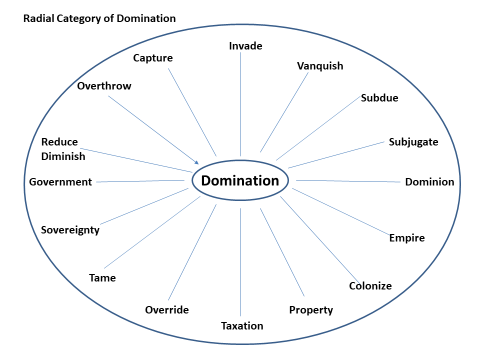 Radial Category of Domination
Invade
Capture
Vanquish
Overthrow
Subdue
Reduce
Diminish
Subjugate
Domination
Government
Dominion
Sovereignty
Empire
Tame
Colonize
Override
Property
Taxation